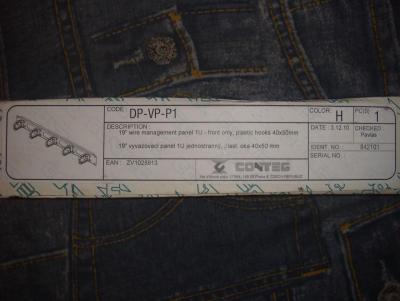 CODE DP-VP-P1
COLOR: H
PC(S) 1
DESCRIPTION :
19" wire management panel 1U - front only, plastic hooks 40x50mm
19" vyvazovací panel 1U jednostranný, plast. oka 40x50 mm
DATE : 3.12.10
CHECKED: Pavlas
IDENT. NO : 842101
SERIAL NO :
EAN : ZV1028813
CONTEG